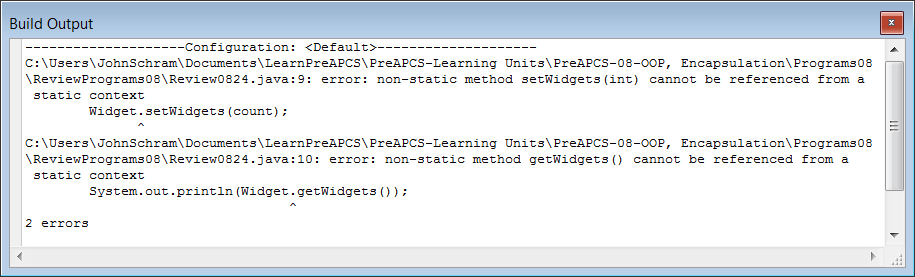 Build Output
--------------------Configuration: <Default>--------------------
C:\Users\JohnSchram\Documents\LearnPreAPCS\PreAPCS-Learning Units\PreAPCS-08-OOP, Encapsulation\Programs08
\ReviewPrograms08\Review0824.java:9: error: non-static method setWidgets(int) cannot be referenced from a
static context
Widget.setWidgets(count);
^
C:\Users\JohnSchram\Documents\LearnPreAPCS\PreAPCS-Learning Units\PreAPCS-08-OOP, Encapsulation\Programs08
\ReviewPrograms08\Review0824.java:10: error: non-static method getWidgets() cannot be referenced from a
static context
System.out.println(Widget.getWidgets());
^
2 errors